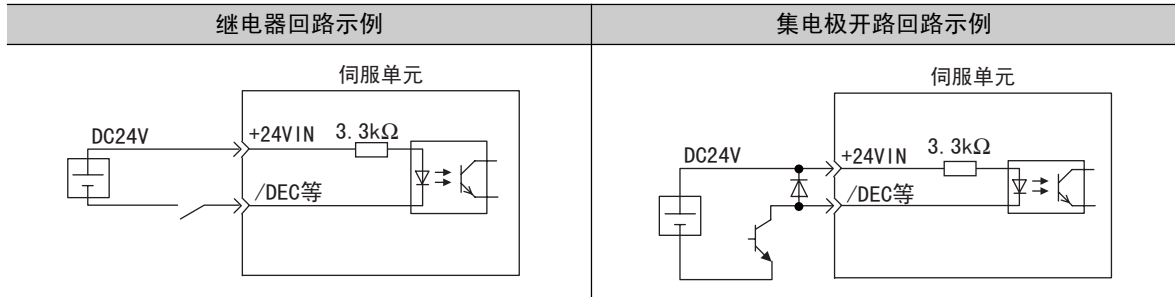 继电器回路示例
集电极开路回路示例
伺服单元
DC24V
+24VIN
3.3kΩ
/DEC等
伺服单元
DC24V
+24VIN
3.3kΩ
/DEC等